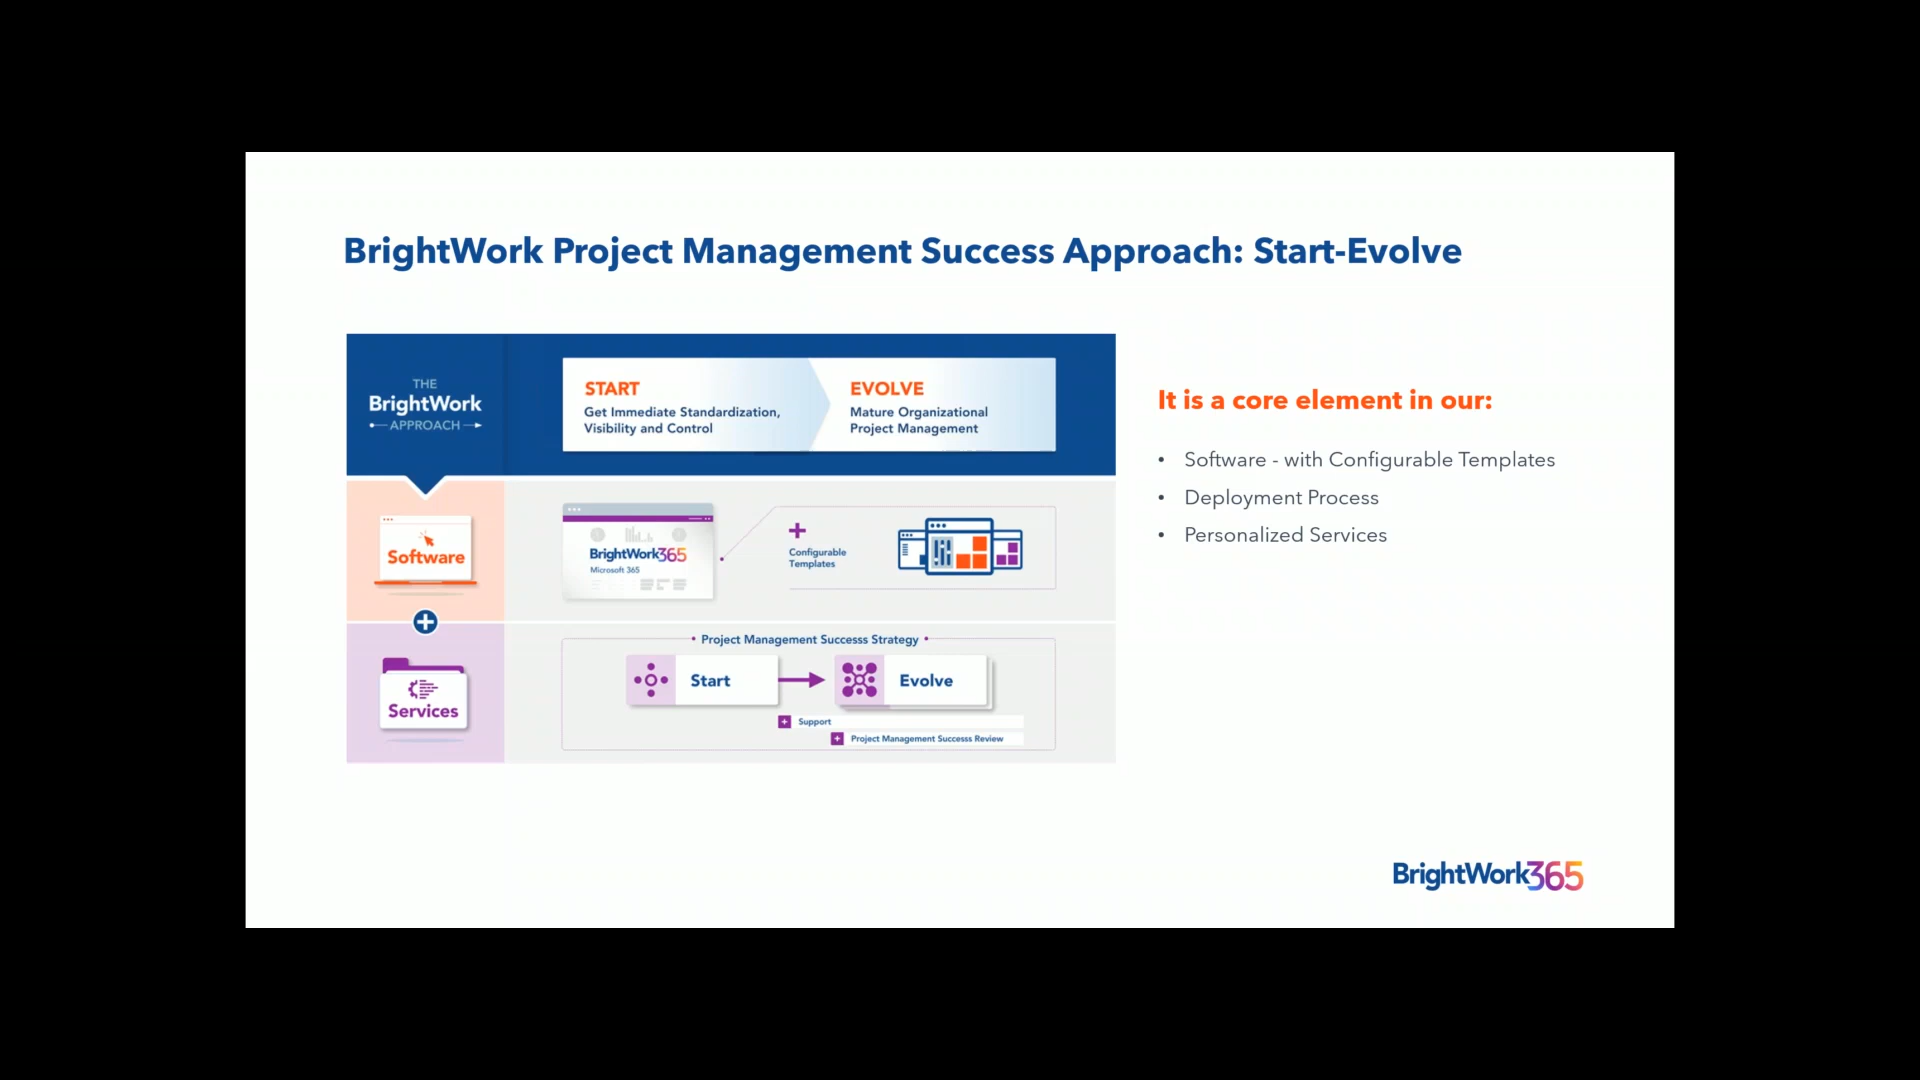 BrightWork Project Management Success Approach: Start-Evolve
THE
BrightWork
APPROACH
START
Get Immediate Standardization,
Visibility and Control
EVOLVE
Mature Organizational
Project Management
Software
BrightWork365
Microsoft 365
Configurable
Templates
Services
Project Management Successs Strategy
Start
Evolve
Support
Project Management Successs Review
It is a core element in our:
• Software - with Configurable Templates
• Deployment Process
• Personalized Services
BrightWork365